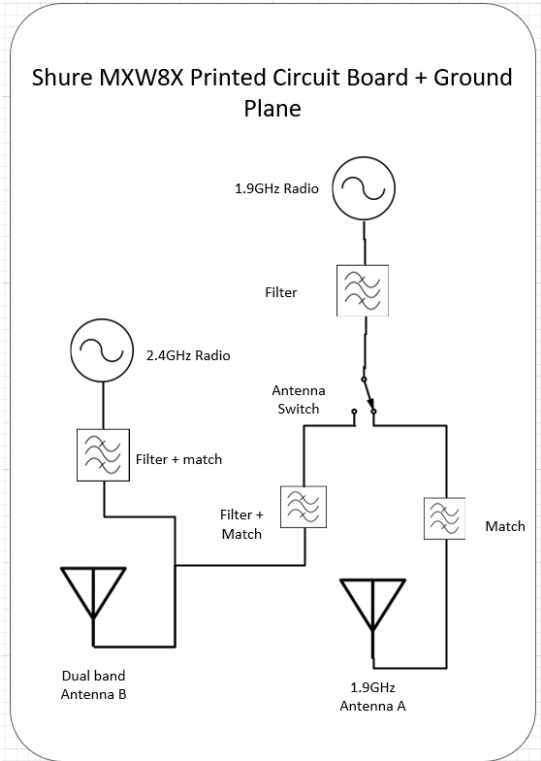 Shure MXW8X Printed Circuit Board + Ground
Plane
1.9GHz Radio
Filter
2.4GHz Radio
Antenna
Switch
Filter + match
Filter +
Match
Match
Dual band
Antenna B
1.9GHz
Antenna A